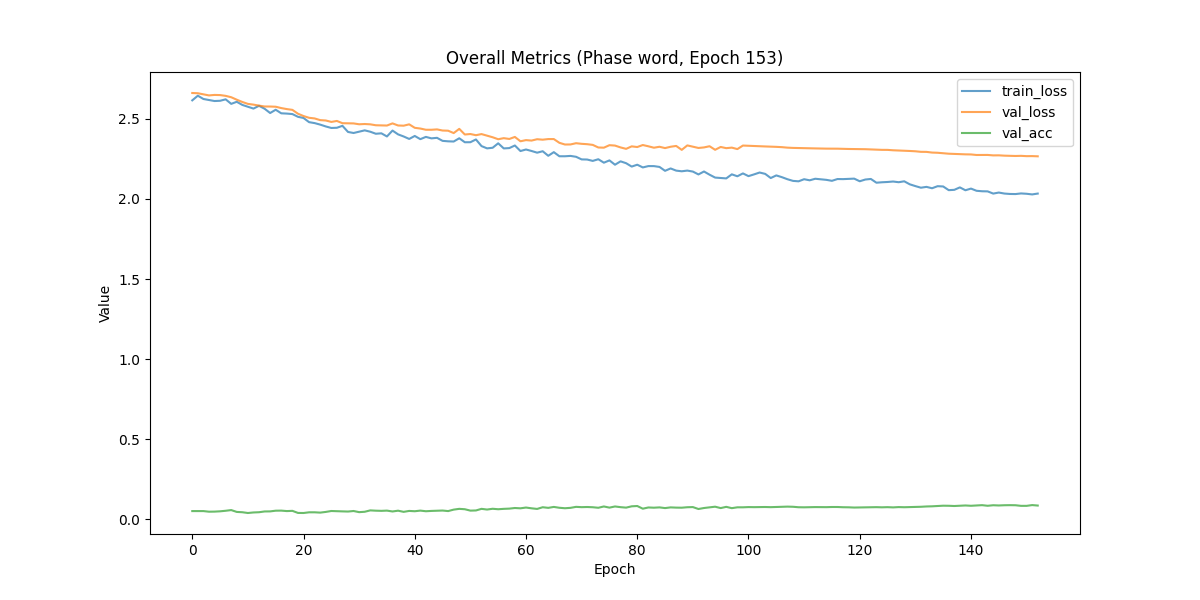 Overall Metrics (Phase word, Epoch 153)
train_loss
val_loss
val_acc
2.5
2.0
1.5
1.0
0.5
0.0
Value
0 20 40 60 80 100 120 140
Epoch